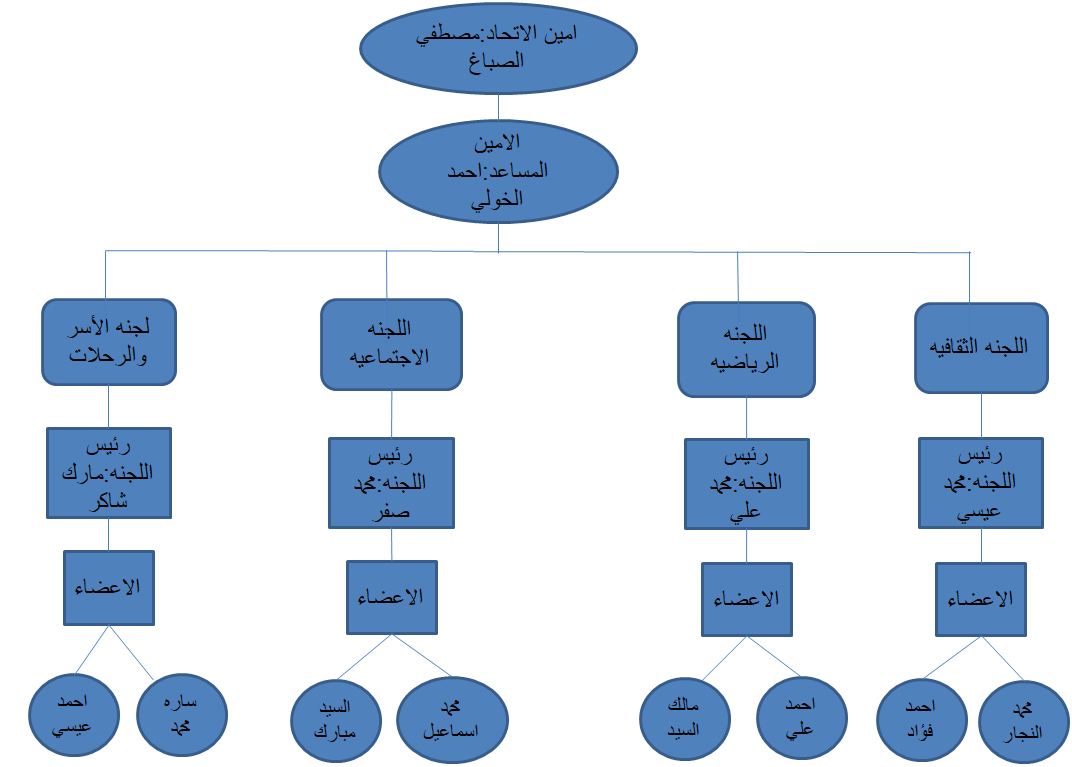 امين الاتحاد:مصطفي
الصباغ
الامين
المساعد:احمد
الخولي
اللجنه الثقافيه
اللجنه
الرياضيه
اللجنه
الاجتماعيه
لجنه الأسر
والرحلات
رئيس
اللجنه:محمد
عيسي
رئيس
اللجنه:محمد
علي
رئيس
اللجنه:محمد
صفر
رئيس
اللجنه:مارك
شاكر
الاعضاء
الاعضاء
الاعضاء
الاعضاء
محمد
النجار
احمد
فؤاد
احمد
علي
مالك
السيد
محمد
اسماعيل
السيد
مبارك
ساره
محمد
احمد
عيسي